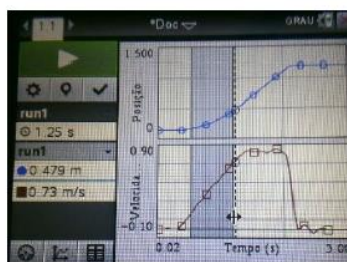 1.1
*Doc
GRAU
run1
1.25 s
run1
0.479 m
0.73 m/s
1.500
Posição
0
0.90
Velocida.
-0.10
0.02
Tempo (s)
3.0